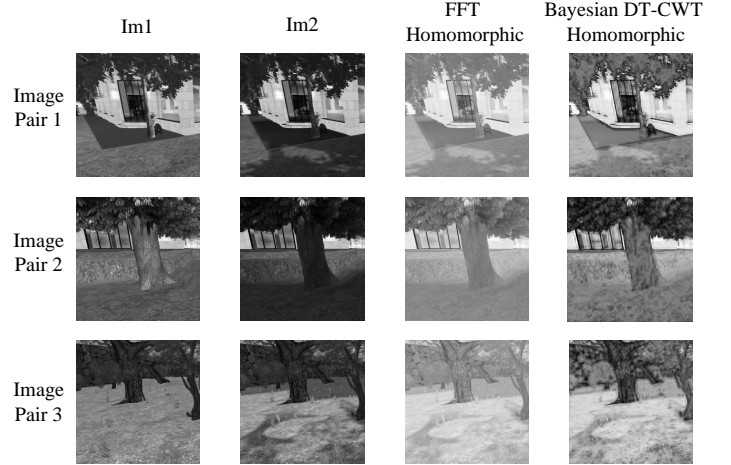 Im1
Im2
FFT
Homomorphic
Bayesian DT-CWT
Homomorphic
Image
Pair 1
Image
Pair 2
Image
Pair 3